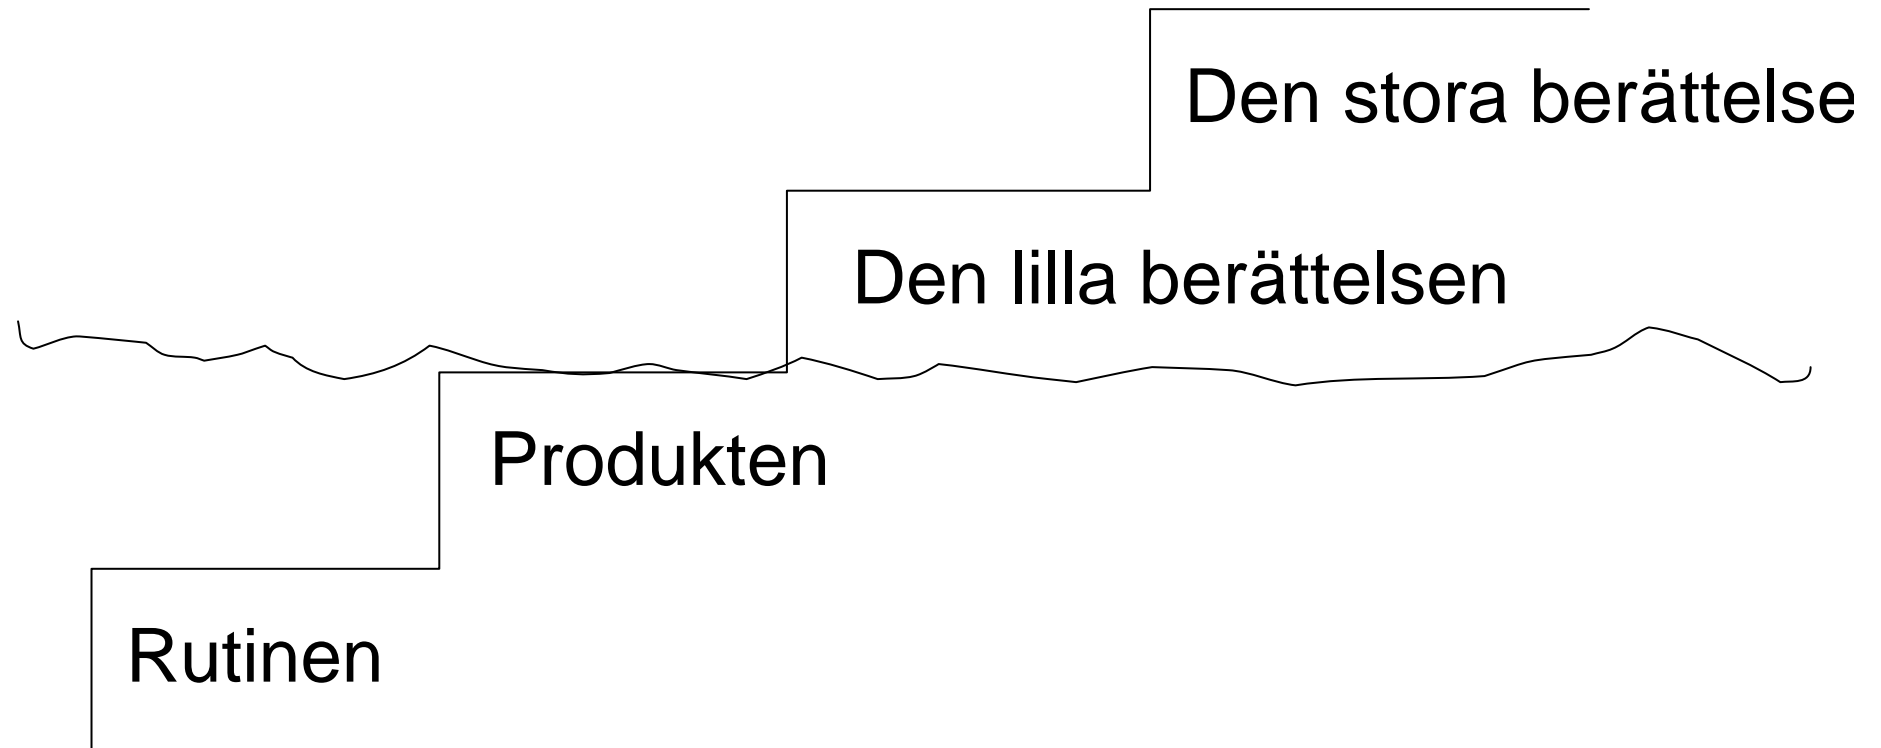 Den stora berättelse
Den lilla berättelsen
Produkten
Rutinen